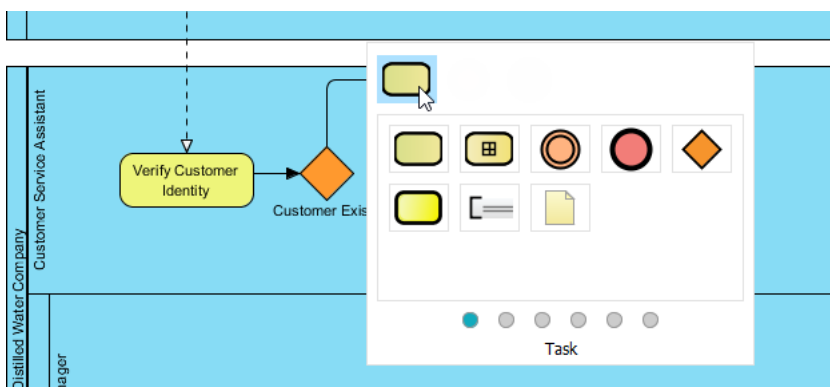 Customer Service Assistant
Distilled Water Company
Verify Customer
Identity
Customer Exis
Task
ager